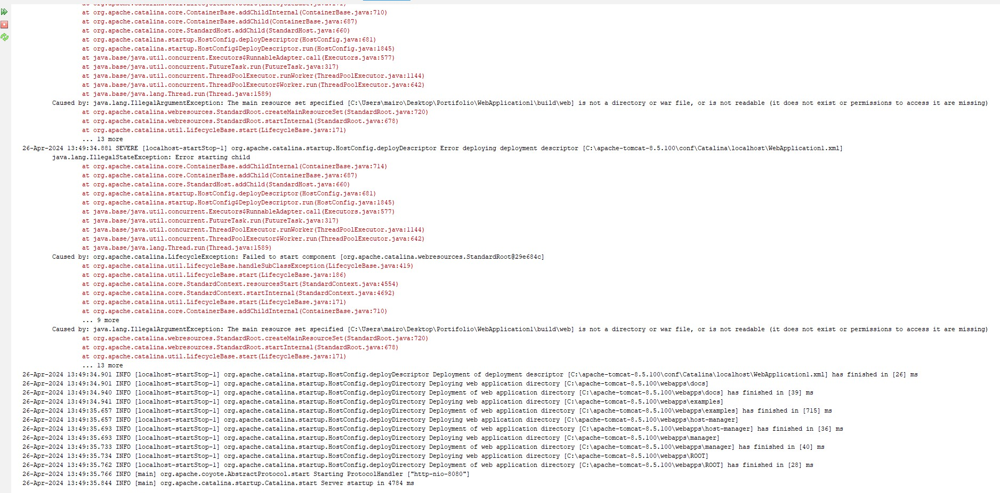 at org.apache.catalina.util.LifecycleBase.start(LifecycleBase.java:171)
at org.apache.catalina.core.ContainerBase.addChildInternal(ContainerBase.java:710)
at org.apache.catalina.core.ContainerBase.addChild(ContainerBase.java:687)
at org.apache.catalina.core.StandardHost.addChild(StandardHost.java:660)
at org.apache.catalina.startup.HostConfig.deployDescriptor(HostConfig.java:681)
at org.apache.catalina.startup.HostConfig$DeployDescriptor.run(HostConfig.java:1845)
at java.base/java.util.concurrent.Executors$RunnableAdapter.call(Executors.java:577)
at java.base/java.util.concurrent.FutureTask.run(FutureTask.java:317)
at java.base/java.util.concurrent.ThreadPoolExecutor.runWorker(ThreadPoolExecutor.java:1144)
at java.base/java.util.concurrent.ThreadPoolExecutor$Worker.run(ThreadPoolExecutor.java:642)
at java.base/java.lang.Thread.run(Thread.java:1589)
Caused by: java.lang.IllegalArgumentException: The main resource set specified [C:\Users\mairo\Desktop\Portifolio\WebApplication1\build\web] is not a directory or war file, or is not readable (it does not exist or permissions to access it are missing)
at org.apache.catalina.webresources.StandardRoot.createMainResourceSet(StandardRoot.java:720)
at org.apache.catalina.webresources.StandardRoot.startInternal(StandardRoot.java:678)
at org.apache.catalina.util.LifecycleBase.start(LifecycleBase.java:171)
... 13 more
26-Apr-2024 13:49:34.881 SEVERE [localhost-startStop-1] org.apache.catalina.startup.HostConfig.deployDescriptor Error deploying deployment descriptor [C:\apache-tomcat-8.5.100\conf\Catalina\localhost\WebApplication1.xml]
java.lang.IllegalStateException: Error starting child
at org.apache.catalina.core.ContainerBase.addChildInternal(ContainerBase.java:714)
at org.apache.catalina.core.ContainerBase.addChild(ContainerBase.java:687)
at org.apache.catalina.core.StandardHost.addChild(StandardHost.java:660)
at org.apache.catalina.startup.HostConfig.deployDescriptor(HostConfig.java:681)
at org.apache.catalina.startup.HostConfig$DeployDescriptor.run(HostConfig.java:1845)
at java.base/java.util.concurrent.Executors$RunnableAdapter.call(Executors.java:577)
at java.base/java.util.concurrent.FutureTask.run(FutureTask.java:317)
at java.base/java.util.concurrent.ThreadPoolExecutor.runWorker(ThreadPoolExecutor.java:1144)
at java.base/java.util.concurrent.ThreadPoolExecutor$Worker.run(ThreadPoolExecutor.java:642)
at java.base/java.lang.Thread.run(Thread.java:1589)
Caused by: org.apache.catalina.LifecycleException: Failed to start component [org.apache.catalina.webresources.StandardRoot@29e684c]
at org.apache.catalina.util.LifecycleBase.handleSubClassException(LifecycleBase.java:419)
at org.apache.catalina.util.LifecycleBase.start(LifecycleBase.java:186)
at org.apache.catalina.core.StandardContext.resourcesStart(StandardContext.java:4554)
at org.apache.catalina.core.StandardContext.startInternal(StandardContext.java:4692)
at org.apache.catalina.util.LifecycleBase.start(LifecycleBase.java:171)
at org.apache.catalina.core.ContainerBase.addChildInternal(ContainerBase.java:710)
... 9 more
Caused by: java.lang.IllegalArgumentException: The main resource set specified [C:\Users\mairo\Desktop\Portifolio\WebApplication1\build\web] is not a directory or war file, or is not readable (it does not exist or permissions to access it are missing)
at org.apache.catalina.webresources.StandardRoot.createMainResourceSet(StandardRoot.java:720)
at org.apache.catalina.webresources.StandardRoot.startInternal(StandardRoot.java:678)
at org.apache.catalina.util.LifecycleBase.start(LifecycleBase.java:171)
... 13 more
26-Apr-2024 13:49:34.901 INFO [localhost-startStop-1] org.apache.catalina.startup.HostConfig.deployDescriptor Deployment of deployment descriptor [C:\apache-tomcat-8.5.100\conf\Catalina\localhost\WebApplication1.xml] has finished in [26] ms
26-Apr-2024 13:49:34.901 INFO [localhost-startStop-1] org.apache.catalina.startup.HostConfig.deployDirectory Deploying web application directory [C:\apache-tomcat-8.5.100\webapps\docs]
26-Apr-2024 13:49:34.940 INFO [localhost-startStop-1] org.apache.catalina.startup.HostConfig.deployDirectory Deployment of web application directory [C:\apache-tomcat-8.5.100\webapps\docs] has finished in [39] ms
26-Apr-2024 13:49:34.941 INFO [localhost-startStop-1] org.apache.catalina.startup.HostConfig.deployDirectory Deploying web application directory [C:\apache-tomcat-8.5.100\webapps\examples]
26-Apr-2024 13:49:35.657 INFO [localhost-startStop-1] org.apache.catalina.startup.HostConfig.deployDirectory Deployment of web application directory [C:\apache-tomcat-8.5.100\webapps\examples] has finished in [715] ms
26-Apr-2024 13:49:35.657 INFO [localhost-startStop-1] org.apache.catalina.startup.HostConfig.deployDirectory Deploying web application directory [C:\apache-tomcat-8.5.100\webapps\host-manager]
26-Apr-2024 13:49:35.693 INFO [localhost-startStop-1] org.apache.catalina.startup.HostConfig.deployDirectory Deployment of web application directory [C:\apache-tomcat-8.5.100\webapps\host-manager] has finished in [36] ms
26-Apr-2024 13:49:35.693 INFO [localhost-startStop-1] org.apache.catalina.startup.HostConfig.deployDirectory Deploying web application directory [C:\apache-tomcat-8.5.100\webapps\manager]
26-Apr-2024 13:49:35.733 INFO [localhost-startStop-1] org.apache.catalina.startup.HostConfig.deployDirectory Deployment of web application directory [C:\apache-tomcat-8.5.100\webapps\manager] has finished in [40] ms
26-Apr-2024 13:49:35.734 INFO [localhost-startStop-1] org.apache.catalina.startup.HostConfig.deployDirectory Deploying web application directory [C:\apache-tomcat-8.5.100\webapps\ROOT]
26-Apr-2024 13:49:35.762 INFO [localhost-startStop-1] org.apache.catalina.startup.HostConfig.deployDirectory Deployment of web application directory [C:\apache-tomcat-8.5.100\webapps\ROOT] has finished in [28] ms
26-Apr-2024 13:49:35.766 INFO [main] org.apache.coyote.AbstractProtocol.start Starting ProtocolHandler ["http-nio-8080"]
26-Apr-2024 13:49:35.844 INFO [main] org.apache.catalina.startup.Catalina.start Server startup in 4784 ms